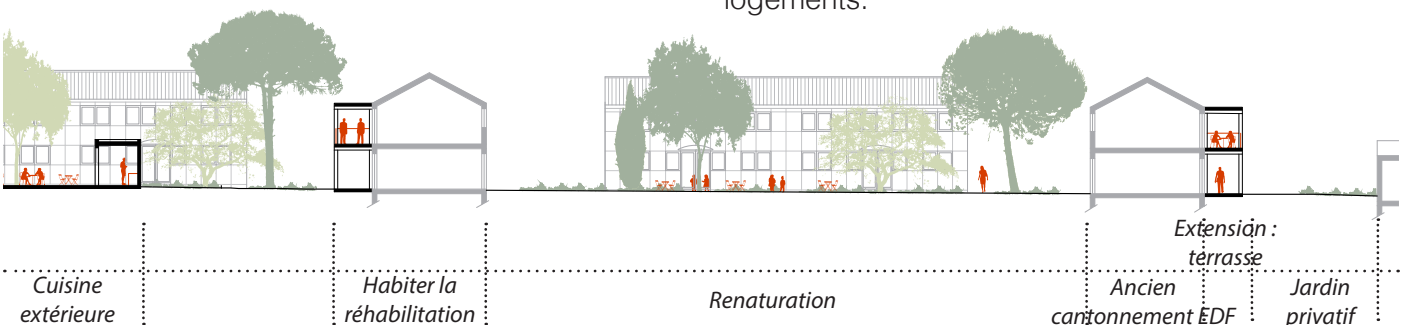 logements.
Extension :
terrasse
Cuisine
extérieure
Habiter la
réhabilitation
Renaturation
Ancien
cantonnement EDF
Jardin
privatif